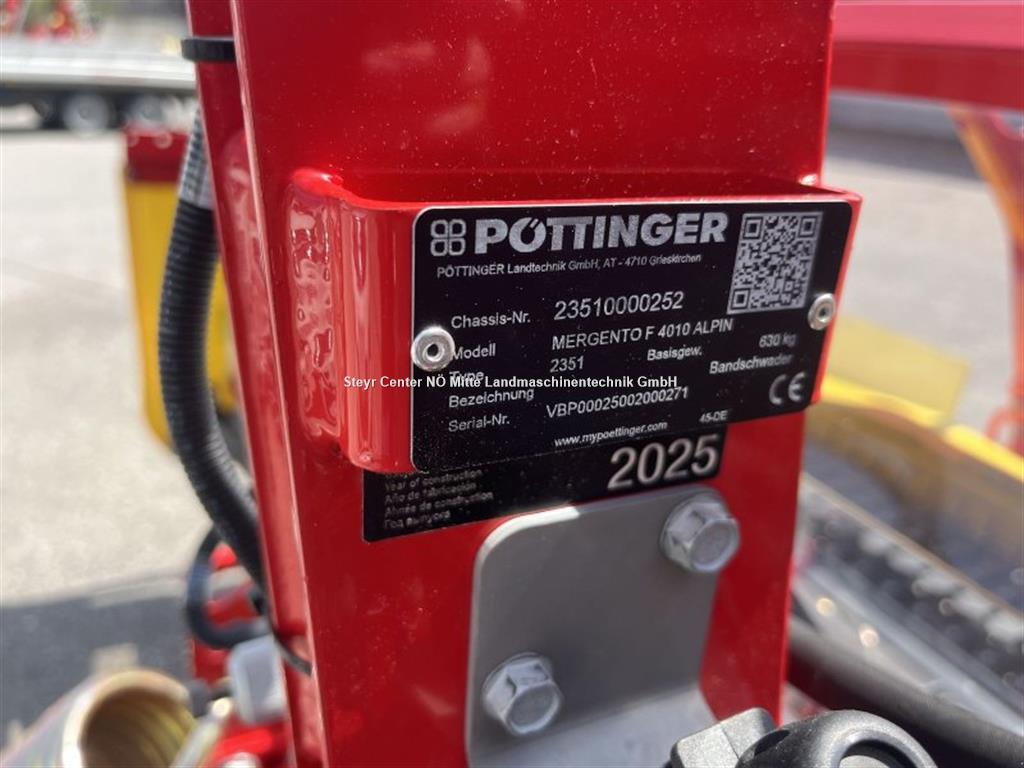 PÖTTINGER
PÖTTINGER Landtechnik GmbH, AT - 4710 Grieskirchen
Chassis-Nr. 23510000252
Modell MERGENTO F 4010 ALPIN
Type 2351 Basisgew. 630 kg
Bezeichnung Bandschwader
Serial-Nr. VBP00025002000271
45-DE
www.mypoettinger.com
Steyr Center NÖ Mitte Landmaschinentechnik GmbH
2025
Year of construction
Año de fabricación
Année de construction
Год выпуска